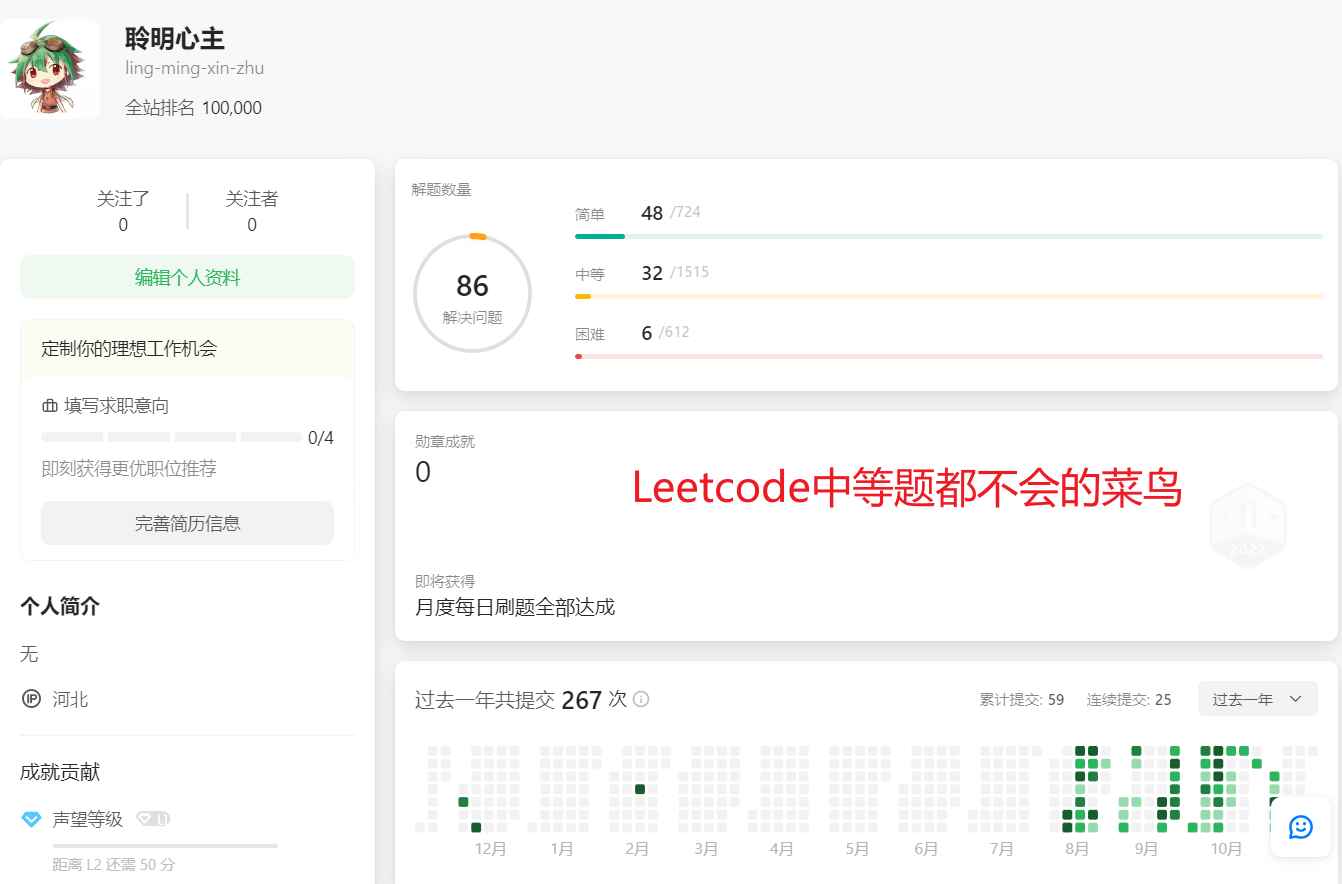 聆明心主
ling-ming-xin-zhu
全站排名 100,000
关注了
0
关注者
0
编辑个人资料
定制你的理想工作机会
填写求职意向
0/4
即刻获得更优职位推荐
完善简历信息
个人简介
无
IP 河北
成就贡献
声望等级 L1
距离 L2 还需 50 分
解题数量
86
解决问题
简单 48 /724
中等 32 /1515
困难 6 /612
勋章成就
0
Leetcode中等题都不会的菜鸟
2022
即将获得
月度每日刷题全部达成
过去一年共提交 267 次
累计提交: 59 连续提交: 25 过去一年
12月 1月 2月 3月 4月 5月 6月 7月 8月 9月 10月